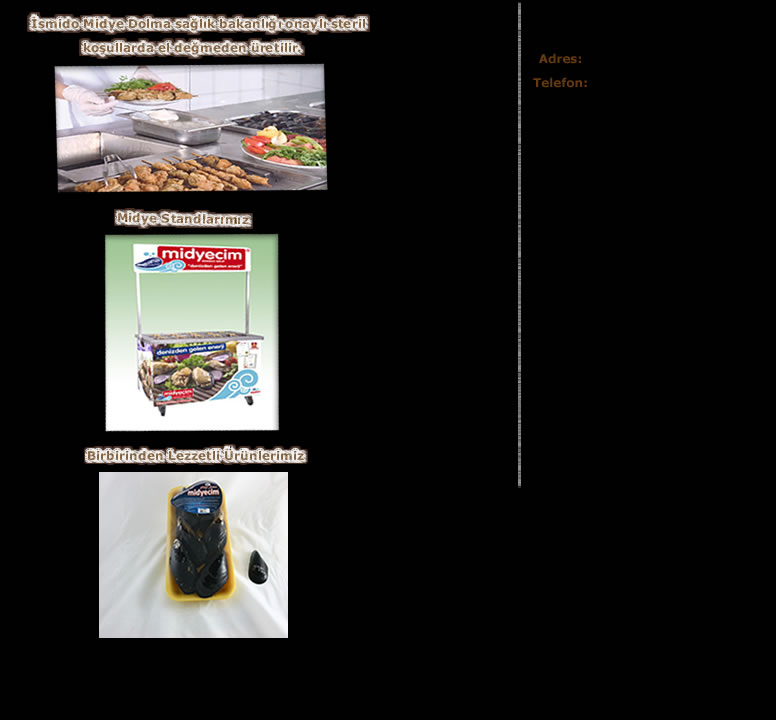 İsmido Midye Dolma sağlık bakanlığı onaylı steril
koşullarda el değmeden üretilir.
Midye Standlarımız
midyecim
"denizden gelen enerji"
denizden gelen enerji
midyecim
Birbirinden Lezzetli Ürünlerimiz
midyecim
Adres:
Telefon: